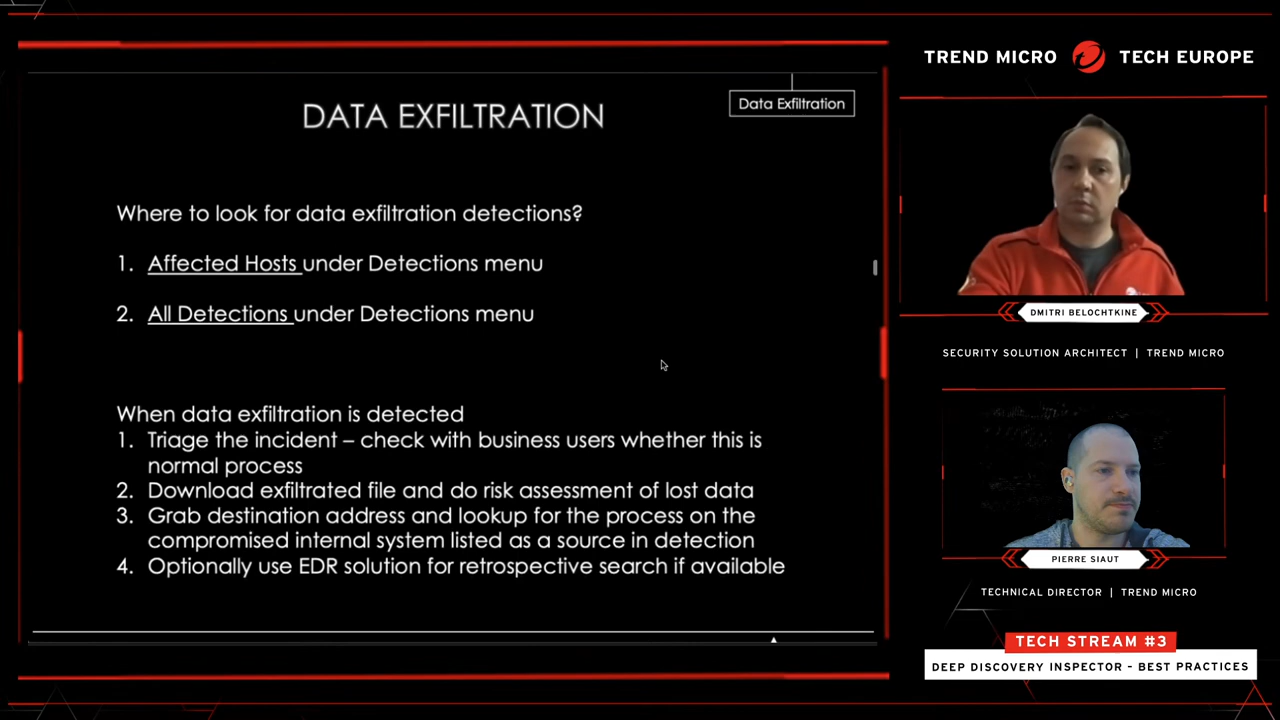 TREND MICRO TECH EUROPE
Data Exfiltration
DATA EXFILTRATION
Where to look for data exfiltration detections?
1. Affected Hosts under Detections menu
2. All Detections under Detections menu
When data exfiltration is detected
1. Triage the incident – check with business users whether this is
normal process
2. Download exfiltrated file and do risk assessment of lost data
3. Grab destination address and lookup for the process on the
compromised internal system listed as a source in detection
4. Optionally use EDR solution for retrospective search if available
DMITRI BELOCHTKINE
SECURITY SOLUTION ARCHITECT | TREND MICRO
PIERRE SIAUT
TECHNICAL DIRECTOR | TREND MICRO
TECH STREAM #3
DEEP DISCOVERY INSPECTOR – BEST PRACTICES